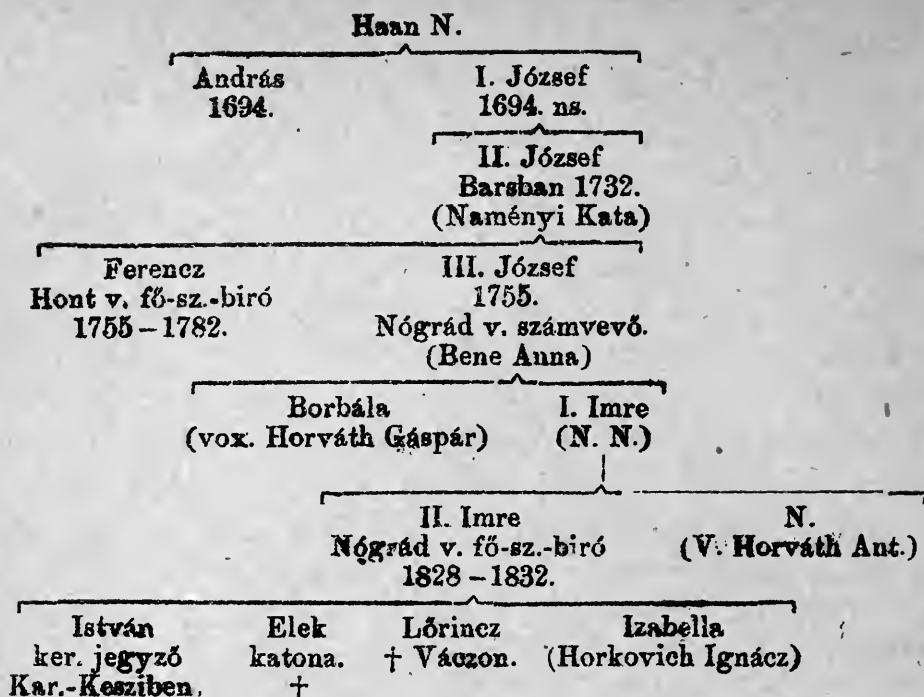 Haan N.
András I. József
1694. 1694. ns.
II. József
Barsban 1732.
(Naményi Kata)
Ferencz III. József
Hont v. fő-sz.-biró 1755.
1755–1782. Nógrád v. számvevő.
(Bene Anna)
Borbála I. Imre
(vox. Horváth Gáspár) (N. N.)
II. Imre N.
Nógrád v. fő-sz.-biró (V. Horváth Ant.)
1828–1832.
István Elek Lőrincz Izabella
ker. jegyző katona. † Váczon. (Horkovich Ignácz)
Kar.-Kesziben, †